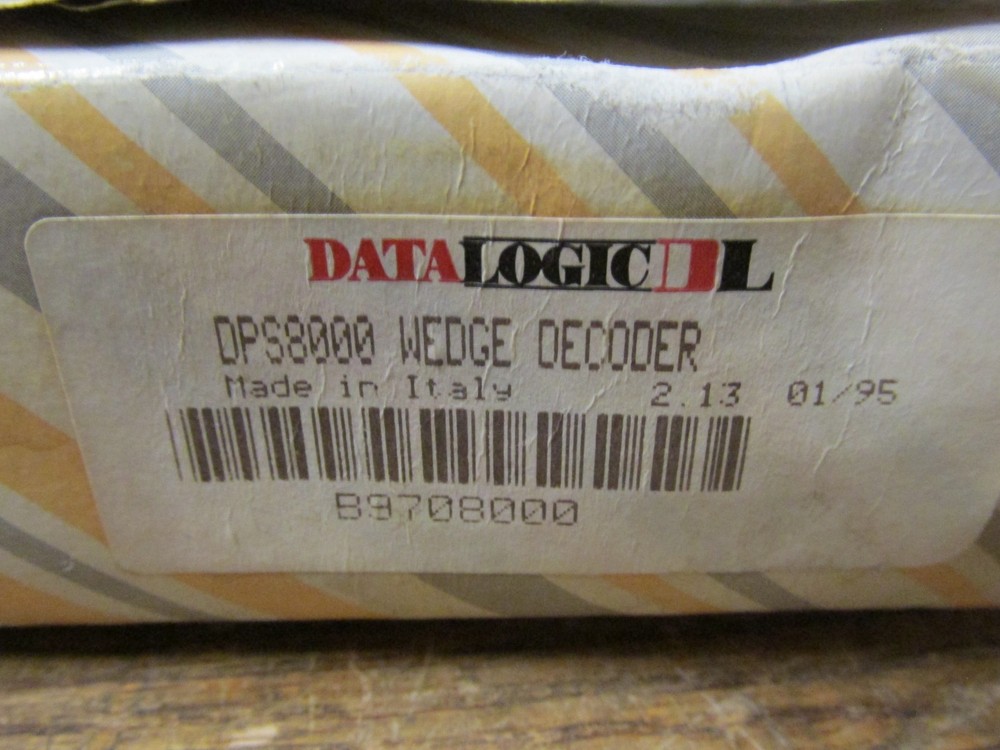 DATALOGIC DL
DPS8000 WEDGE DECODER
Made in Italy 2.13 01/95
B9708000